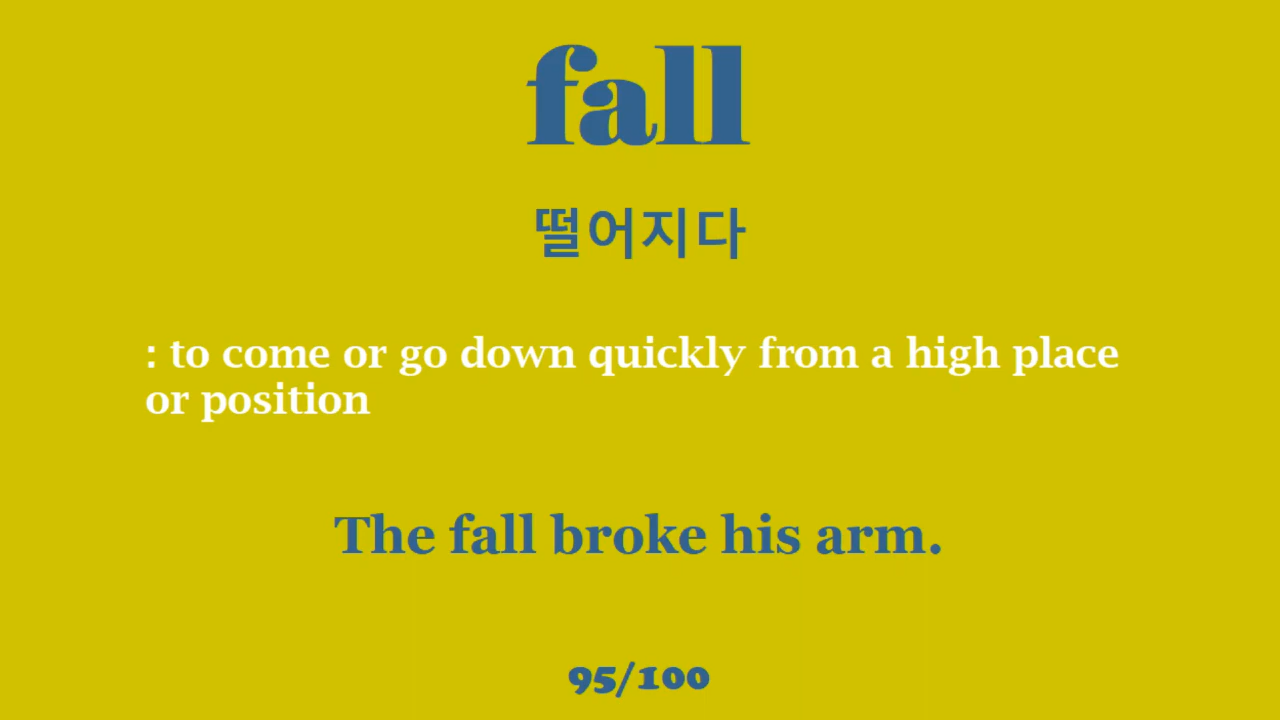 fall
떨어지다
: to come or go down quickly from a high place
or position
The fall broke his arm.
95/100